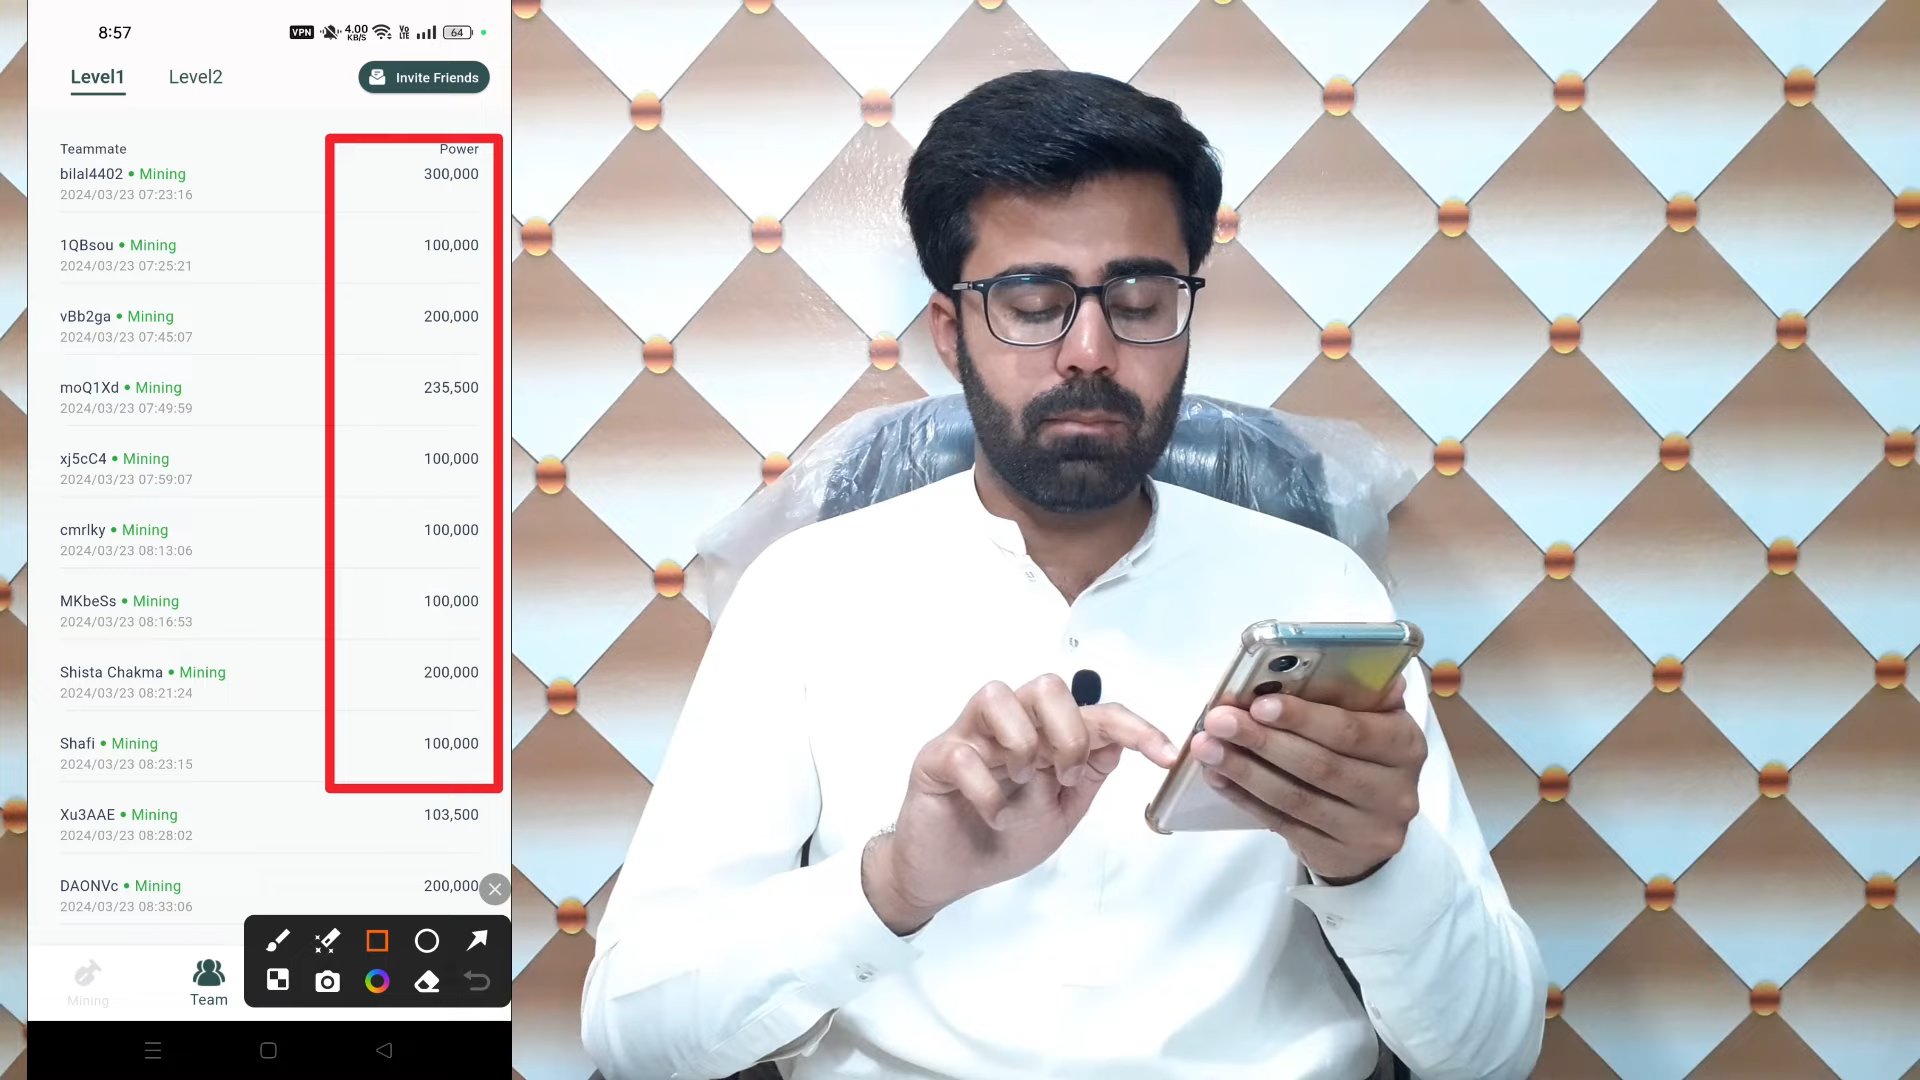 8:57 VPN 4.00 KB/S Vo LTE 64
Level1 Level2 Invite Friends
Teammate Power
bilal4402 • Mining 300,000
2024/03/23 07:23:16
1QBsou • Mining 100,000
2024/03/23 07:25:21
vBb2ga • Mining 200,000
2024/03/23 07:45:07
moQ1Xd • Mining 235,500
2024/03/23 07:49:59
xj5cC4 • Mining 100,000
2024/03/23 07:59:07
cmrlky • Mining 100,000
2024/03/23 08:13:06
MKbeSs • Mining 100,000
2024/03/23 08:16:53
Shista Chakma • Mining 200,000
2024/03/23 08:21:24
Shafi • Mining 100,000
2024/03/23 08:23:15
Xu3AAE • Mining 103,500
2024/03/23 08:28:02
DAONVc • Mining 200,000
2024/03/23 08:33:06
Mining Team